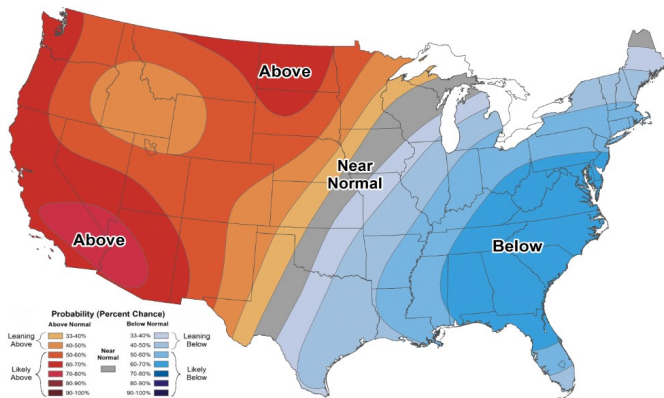 Above
Near
Normal
Above
Below
Probability (Percent Chance)
Above Normal
Below Normal
Leaning
Above
33-40%
40-50%
Likely
Above
50-60%
60-70%
70-80%
80-90%
90-100%
Near
Normal
33-40%
40-50%
Leaning
Below
50-60%
60-70%
70-80%
80-90%
90-100%
Likely
Below